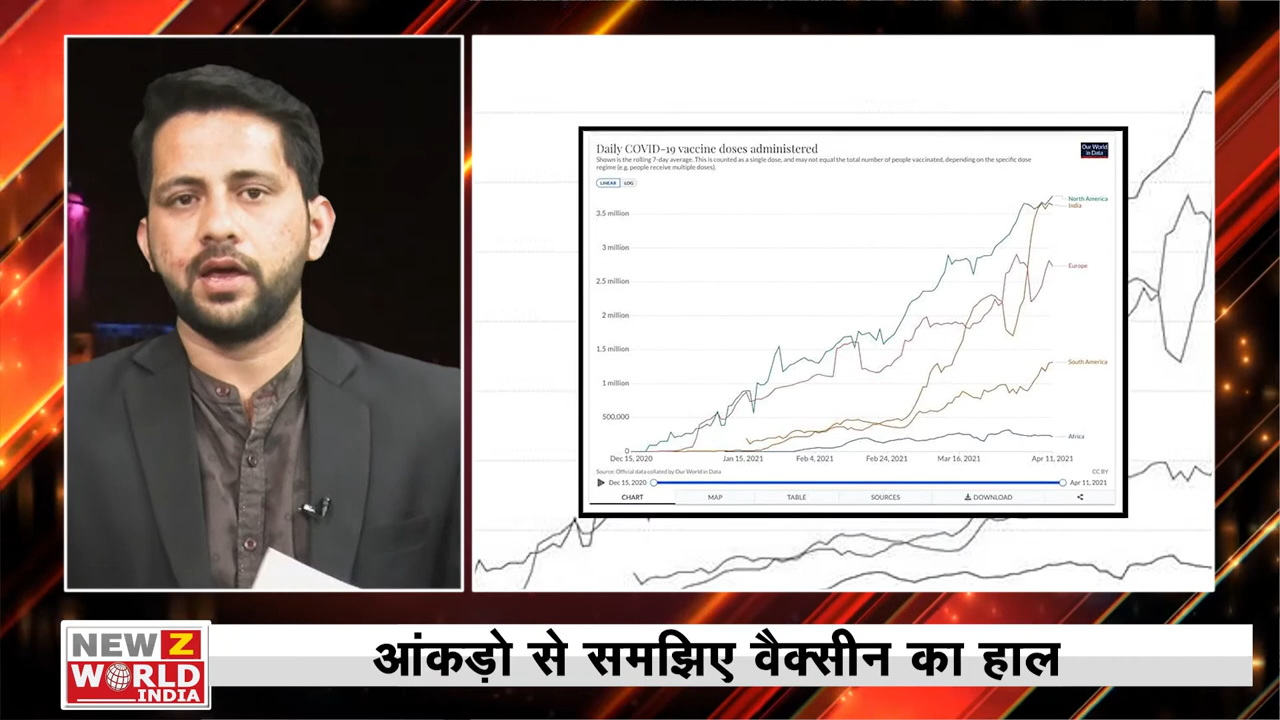 Daily COVID-19 vaccine doses administered
Our World
in Data
Shown is the rolling 7-day average. This is counted as a single dose, and may not equal the total number of people vaccinated, depending on the specific dose
regime (e.g. people receive multiple doses).
LINEAR LOG
North America
India
3.5 million
3 million
Europe
2.5 million
2 million
1.5 million
South America
1 million
500,000
Africa
0
Dec 15, 2020 Jan 15, 2021 Feb 4, 2021 Feb 24, 2021 Mar 16, 2021 Apr 11, 2021
Source: Official data collated by Our World in Data CC BY
Dec 15, 2020 Apr 11, 2021
CHART MAP TABLE SOURCES DOWNLOAD
NEWZ
WORLD
INDIA
आंकड़ो से समझिए वैक्सीन का हाल